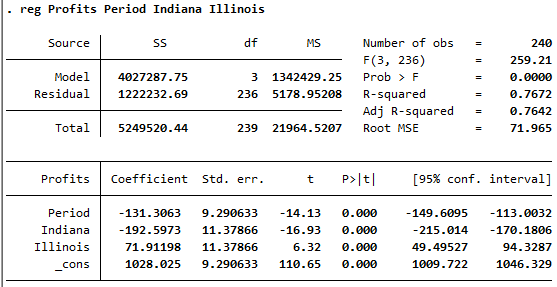 . reg Profits Period Indiana Illinois
Source SS df MS Number of obs = 240
F(3, 236) = 259.21
Model 4027287.75 3 1342429.25 Prob > F = 0.0000
Residual 1222232.69 236 5178.95208 R-squared = 0.7672
Adj R-squared = 0.7642
Total 5249520.44 239 21964.5207 Root MSE = 71.965
Profits Coefficient Std. err. t P>|t| [95% conf. interval]
Period -131.3063 9.290633 -14.13 0.000 -149.6095 -113.0032
Indiana -192.5973 11.37866 -16.93 0.000 -215.014 -170.1806
Illinois 71.91198 11.37866 6.32 0.000 49.49527 94.3287
_cons 1028.025 9.290633 110.65 0.000 1009.722 1046.329